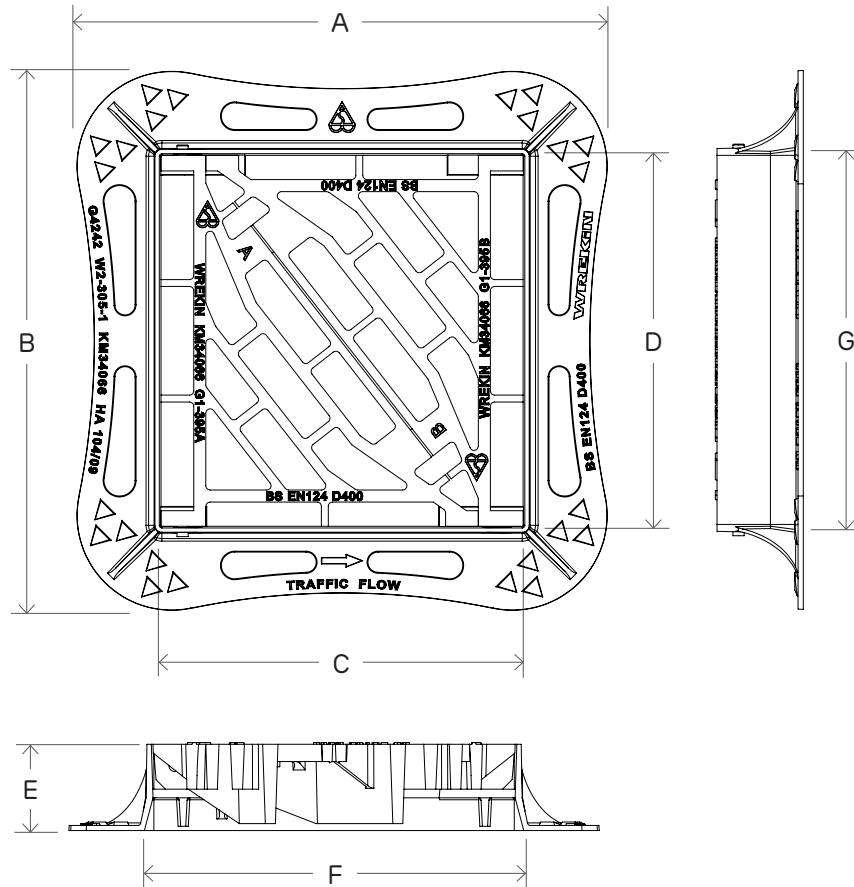 A
BS EN124 D400
G4242 W2-305-1 KM34066 HA 104/09
WREKIN KM34066 G1-395A
A
B
WREKIN KM34066 G1-395B
WREKIN
BS EN124 D400
B
D
G
BS EN124 D400
TRAFFIC FLOW
C
E
F